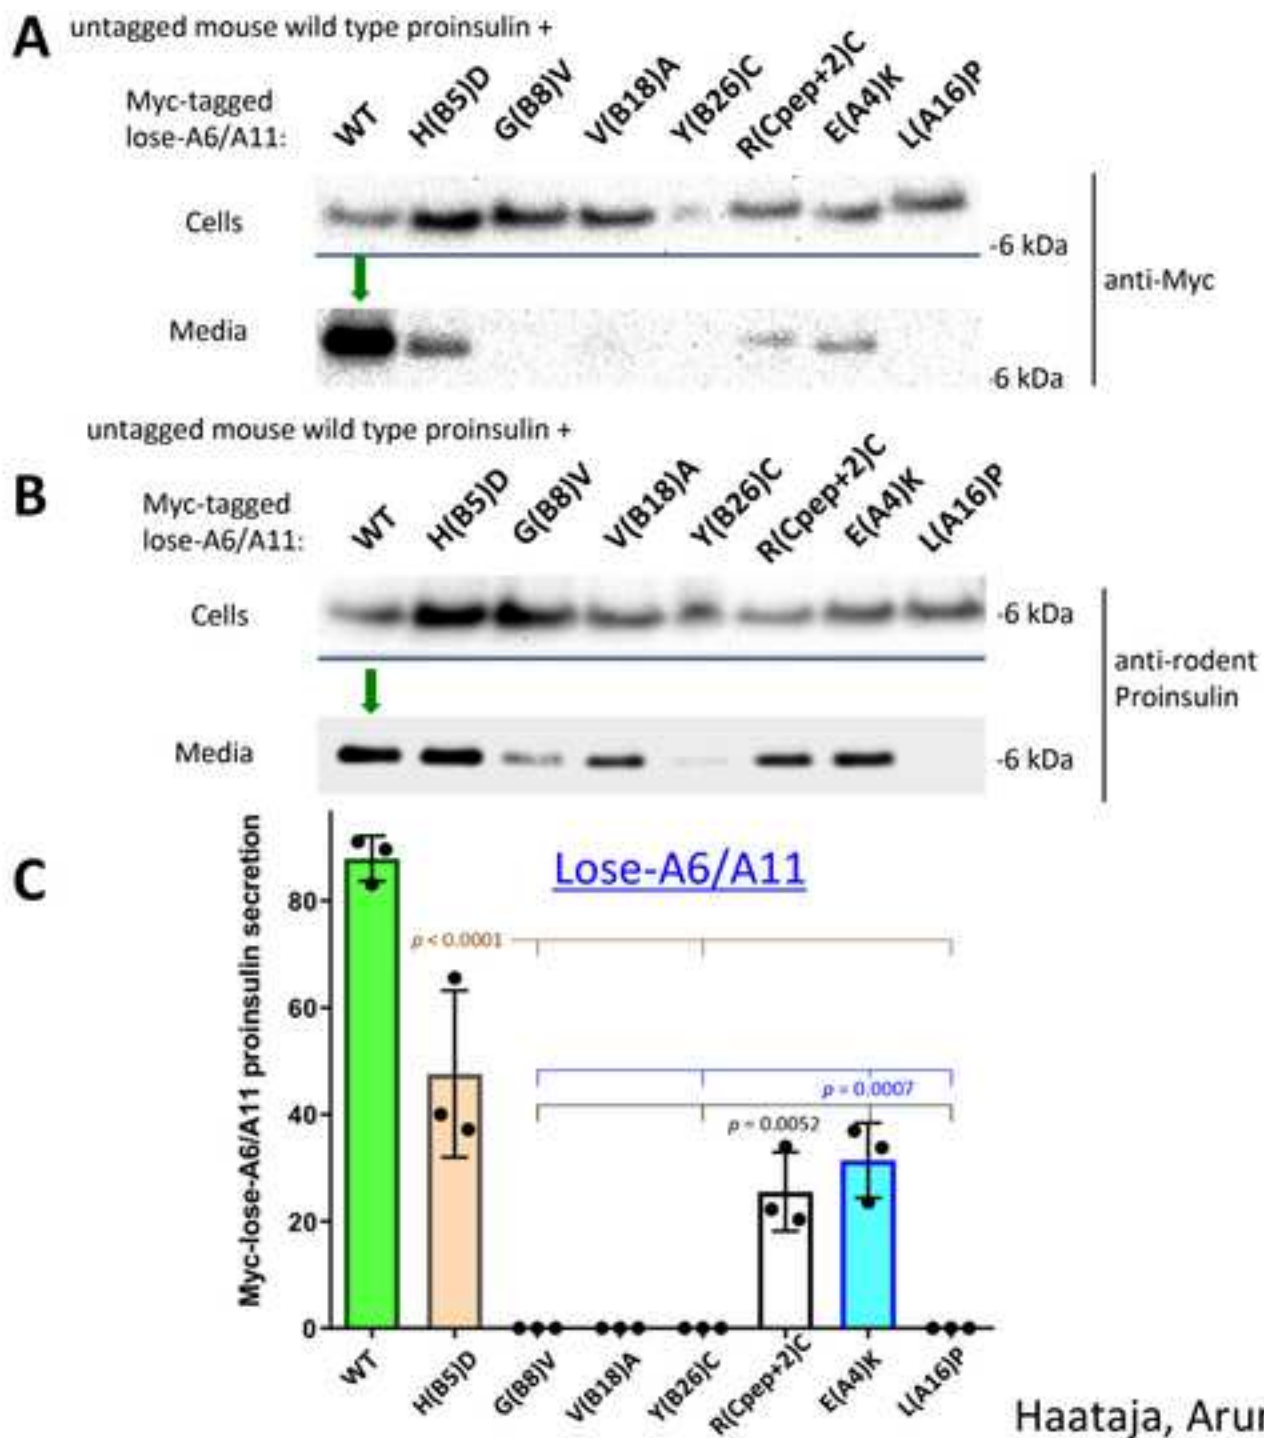 A untagged mouse wild type proinsulin +
Myc-tagged
lose-A6/A11:
WT H(B5)D G(B8)V V(B18)A Y(B26)C R(Cpep+2)C E(A4)K L(A16)P
Cells
-6 kDa
anti-Myc
Media
-6 kDa
untagged mouse wild type proinsulin +
B
Myc-tagged
lose-A6/A11:
WT H(B5)D G(B8)V V(B18)A Y(B26)C R(Cpep+2)C E(A4)K L(A16)P
Cells
-6 kDa
anti-rodent
Proinsulin
Media
-6 kDa
C
Lose-A6/A11
Myc-lose-A6/A11 proinsulin secretion
80
60
40
20
0
p < 0.0001
p = 0.0007
p = 0.0052
WT H(B5)D G(B8)V V(B18)A Y(B26)C R(Cpep+2)C E(A4)K L(A16)P
Haataja, Arun